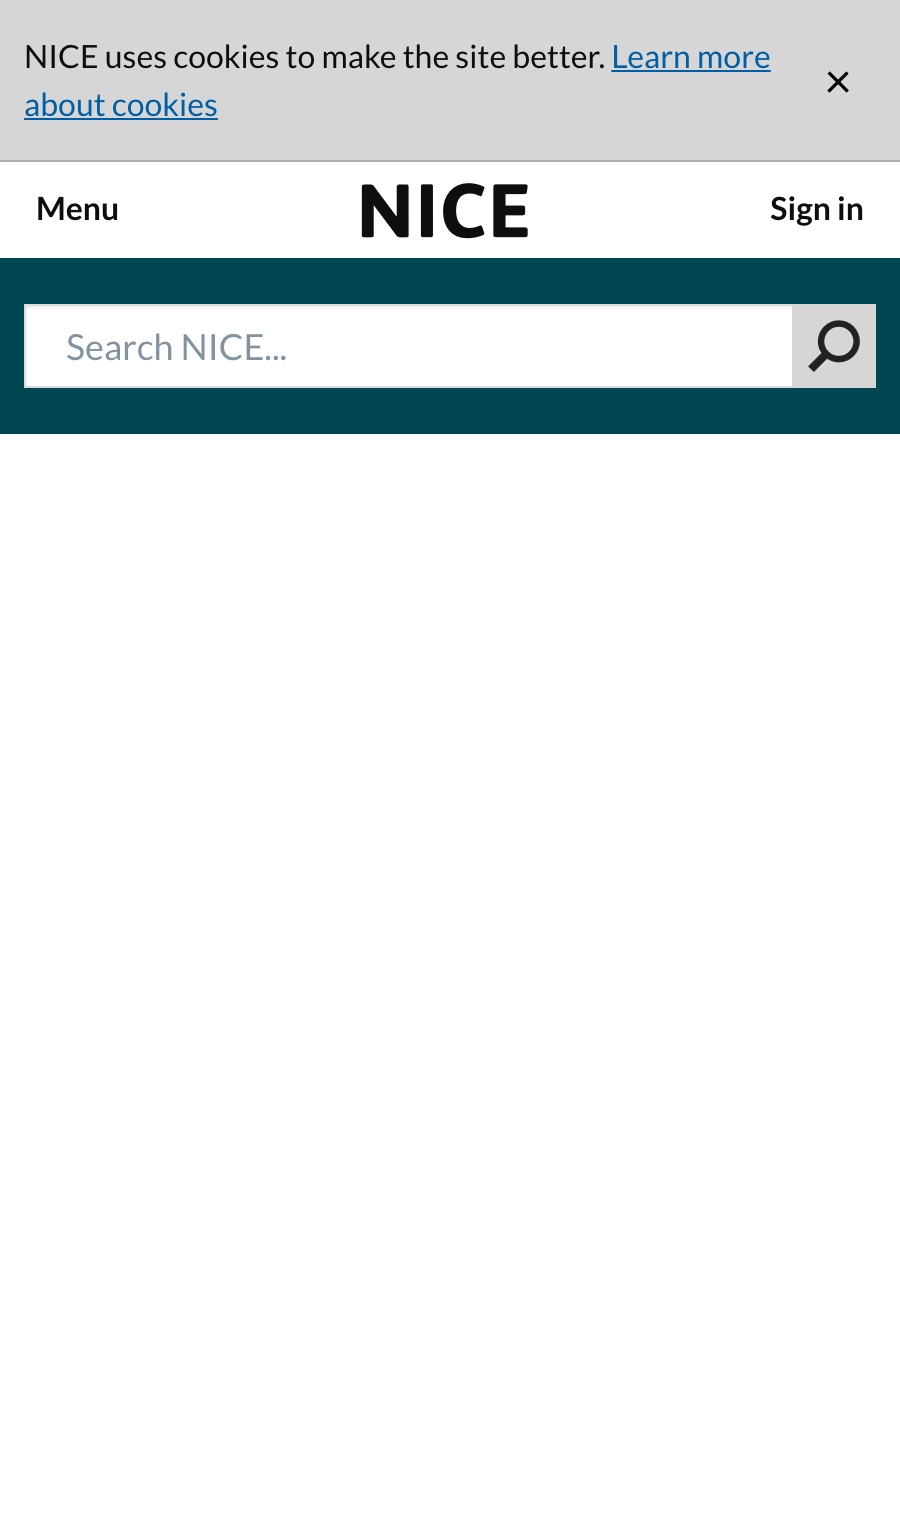 NICE uses cookies to make the site better. Learn more
about cookies
Menu
NICE
Sign in
Search NICE...